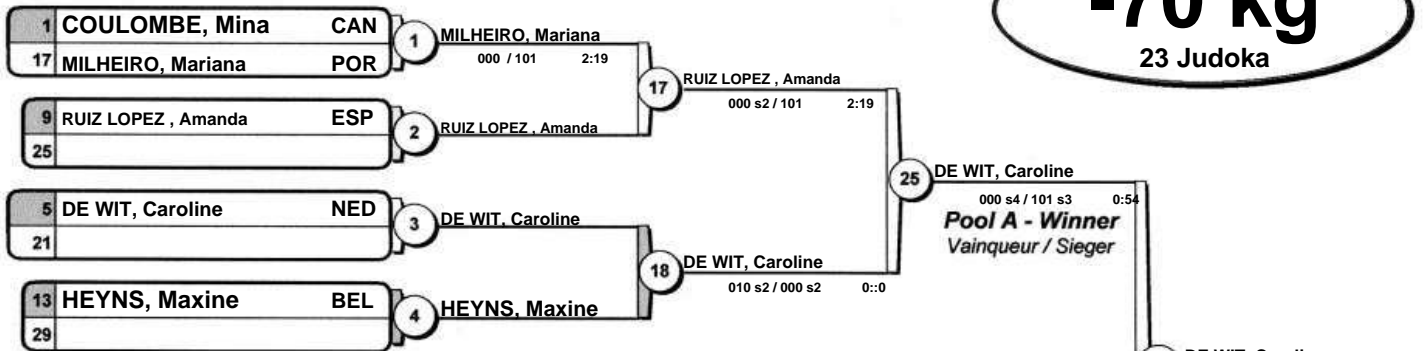 -70 kg
23 Judoka
1 COULOMBE, Mina CAN
17 MILHEIRO, Mariana POR
1 MILHEIRO, Mariana
000 / 101 2:19
9 RUIZ LOPEZ , Amanda ESP
25
2 RUIZ LOPEZ, Amanda
17 RUIZ LOPEZ , Amanda
000 s2 / 101 2:19
5 DE WIT, Caroline NED
21
3 DE WIT, Caroline
13 HEYNS, Maxine BEL
29
4 HEYNS, Maxine
18 DE WIT, Caroline
010 s2 / 000 s2 0::0
25 DE WIT, Caroline
000 s4 / 101 s3 0:54
Pool A - Winner
Vainqueur / Sieger